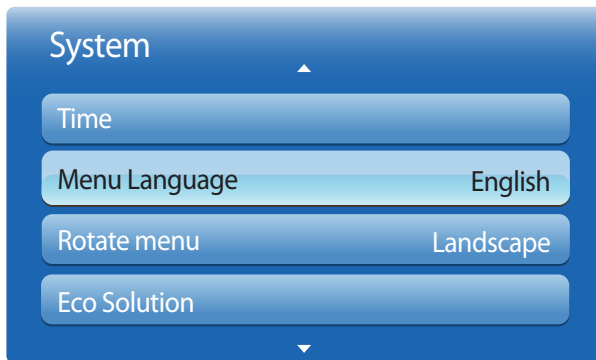 System
Time
Menu Language English
Rotate menu Landscape
Eco Solution